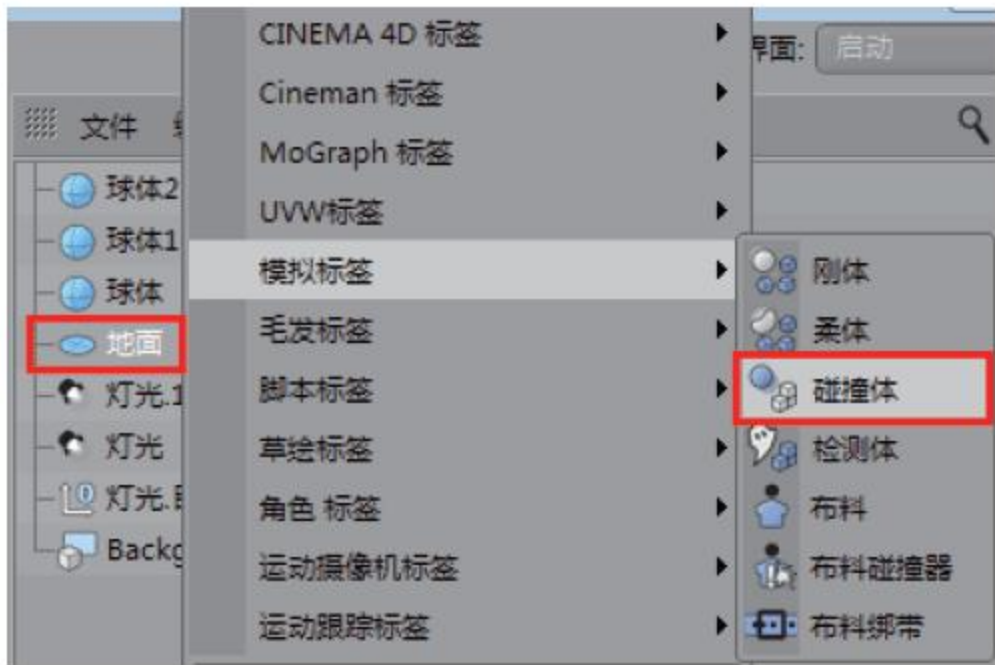 界面: 启动
文件
球体2
球体1
球体
地面
灯光.1
灯光
灯光.
Backg
CINEMA 4D 标签
Cineman 标签
MoGraph 标签
UVW标签
模拟标签
毛发标签
脚本标签
草绘标签
角色 标签
运动摄像机标签
运动跟踪标签
刚体
柔体
碰撞体
检测体
布料
布料碰撞器
布料绑带